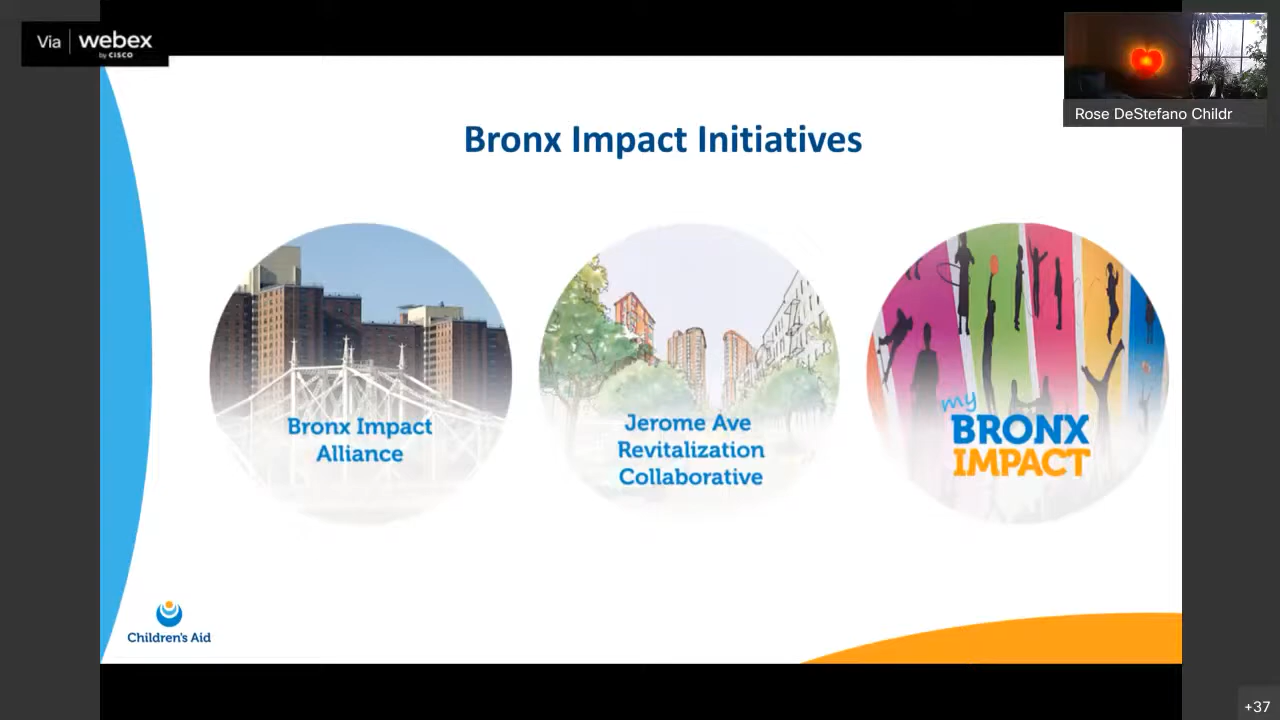 Via webex
by CISCO
Rose DeStefano Childr
Bronx Impact Initiatives
Bronx Impact
Alliance
Jerome Ave
Revitalization
Collaborative
my
BRONX
IMPACT
Children's Aid
+37